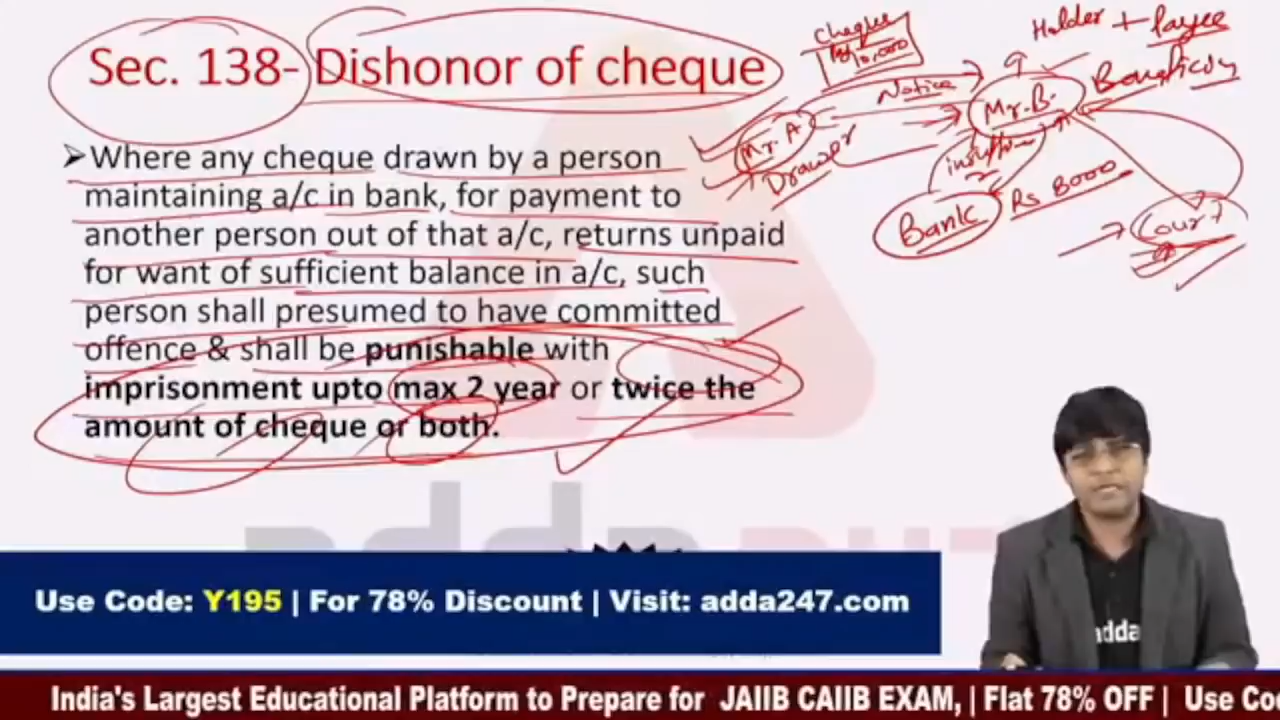 Sec. 138- Dishonor of cheque
➢Where any cheque drawn by a person
maintaining a/c in bank, for payment to
another person out of that a/c, returns unpaid
for want of sufficient balance in a/c, such
person shall presumed to have committed
offence & shall be punishable with
imprisonment upto max 2 year or twice the
amount of cheque or both.
Cheque
Holder + Payee
Notice
Mr. B.
Mr. A
Drawer
Bank
Rs 8000
Court
adda
Use Code: Y195 | For 78% Discount | Visit: adda247.com
India's Largest Educational Platform to Prepare for JAIIB CAIIB EXAM, | Flat 78% OFF | Use Co